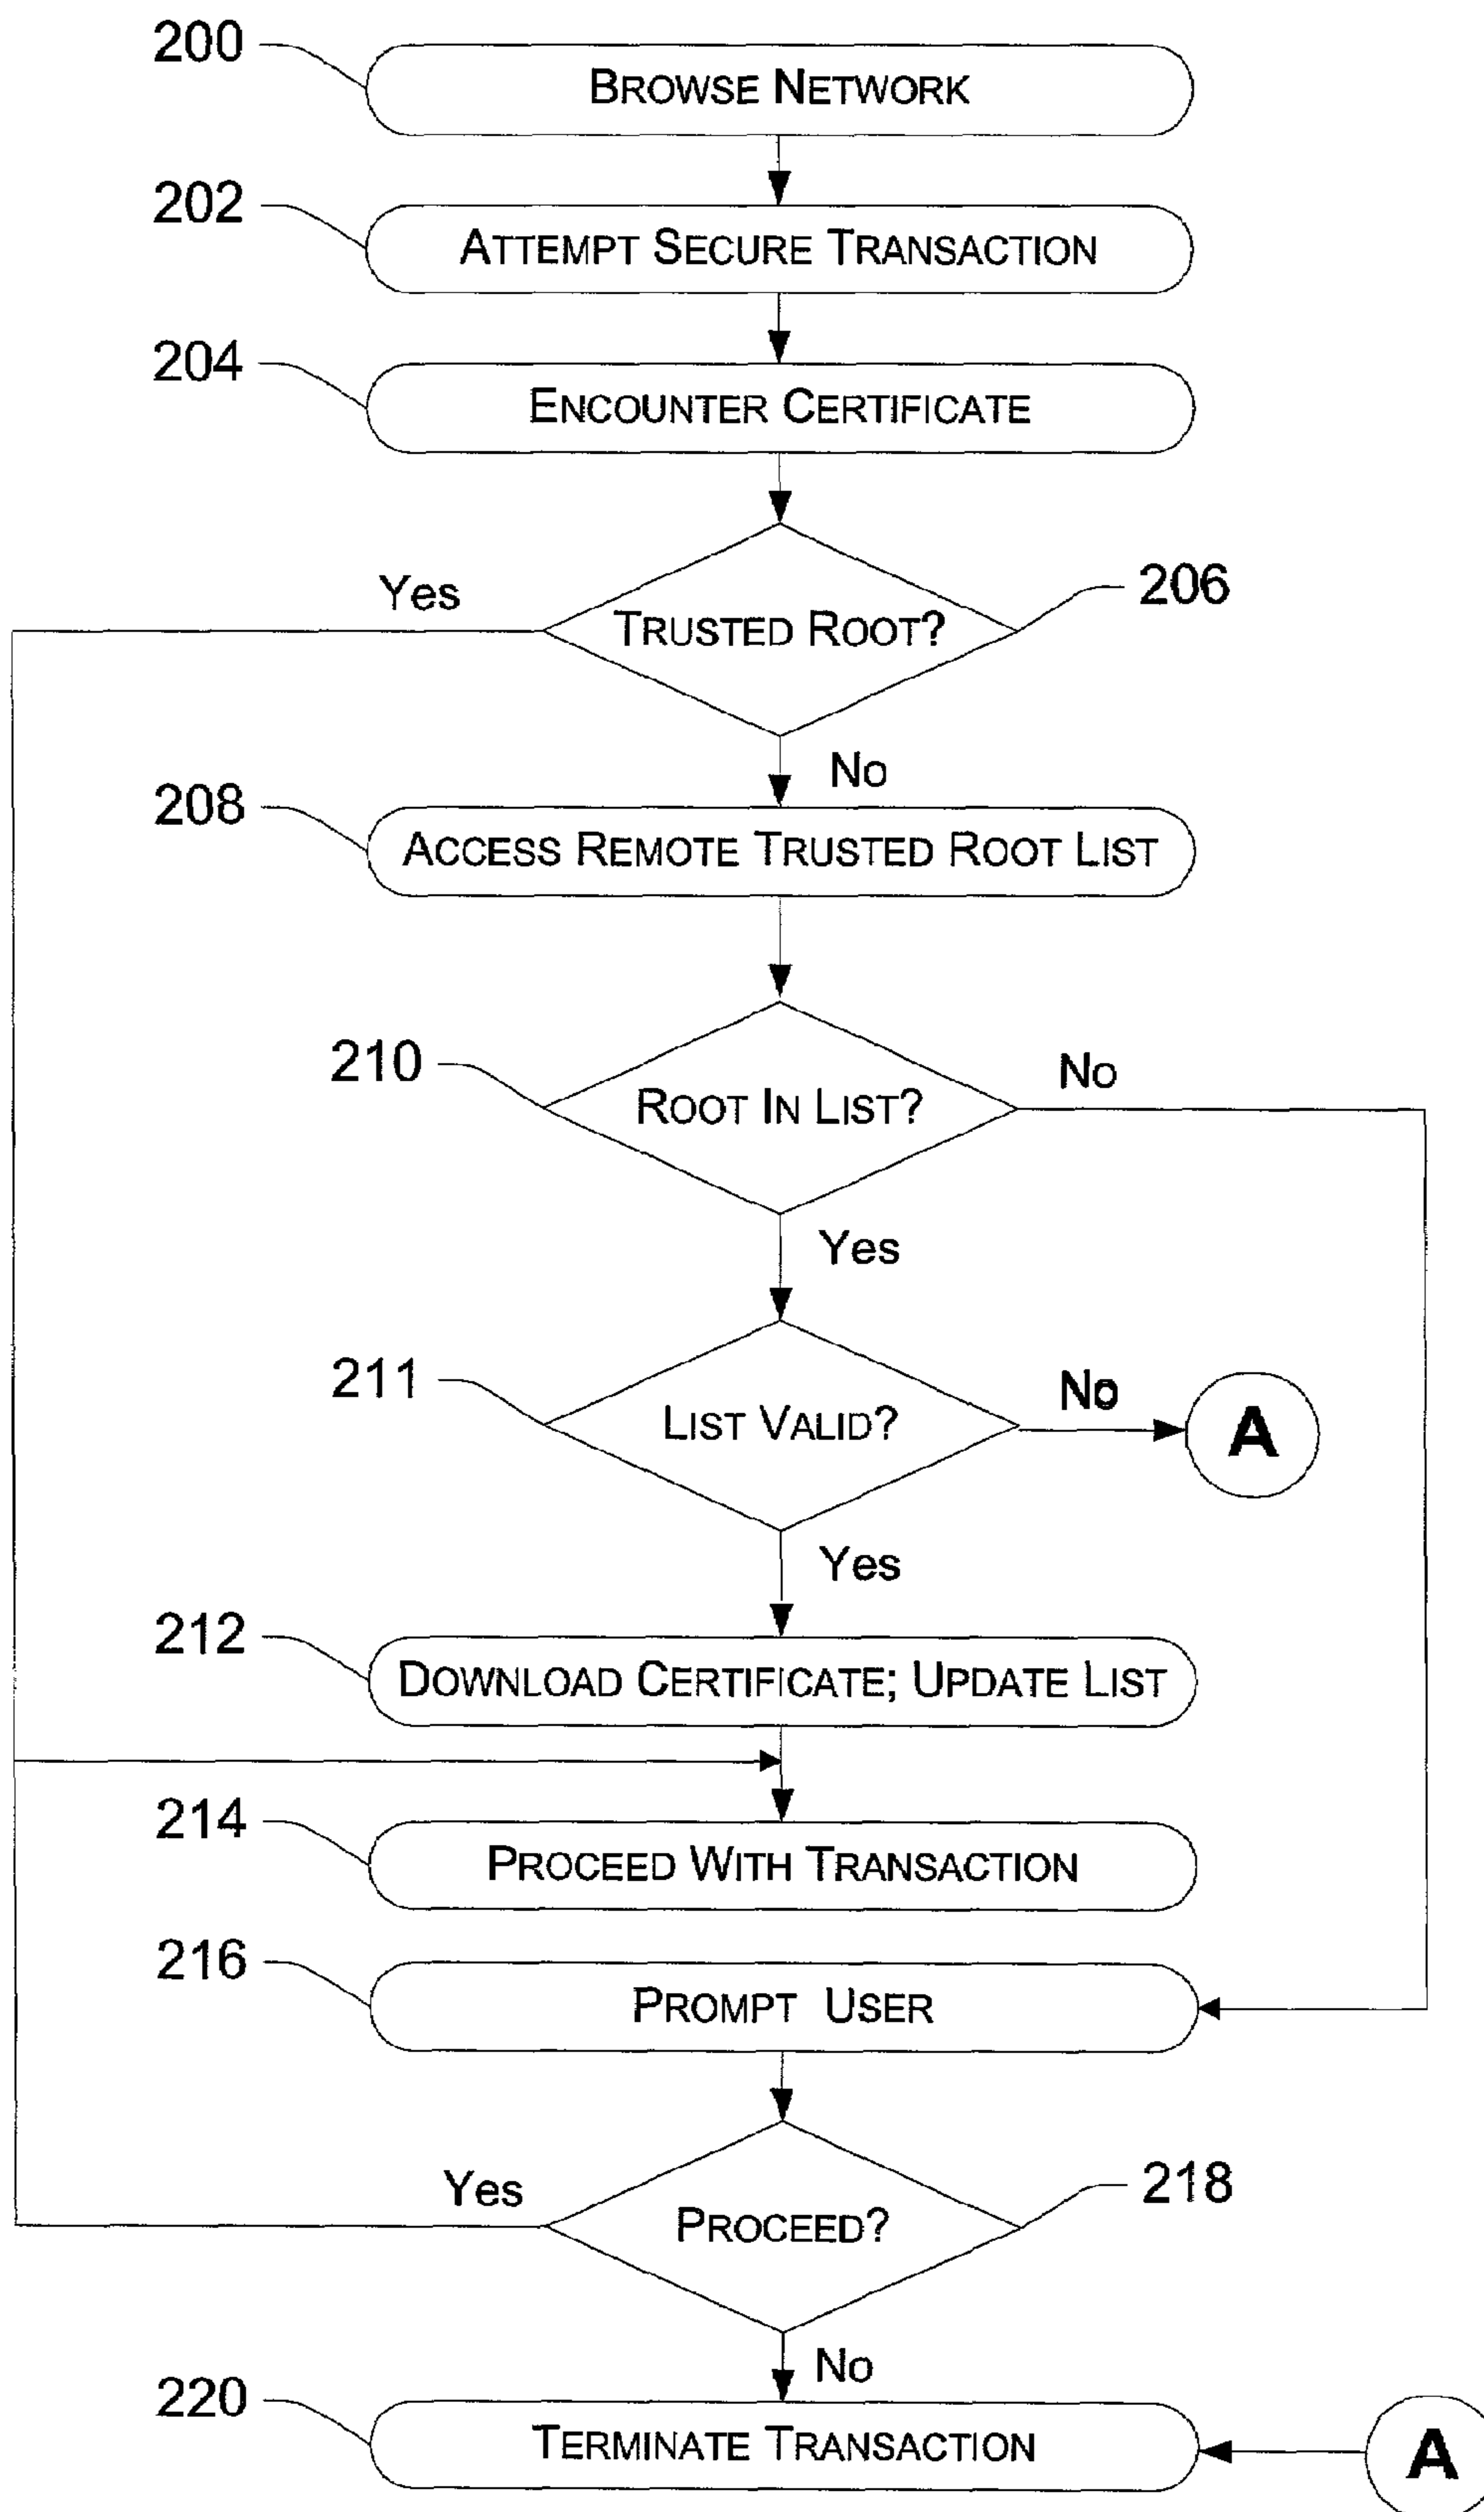 200
BROWSE NETWORK
202
ATTEMPT SECURE TRANSACTION
204
ENCOUNTER CERTIFICATE
Yes
206
TRUSTED ROOT?
No
208
ACCESS REMOTE TRUSTED ROOT LIST
210
No
ROOT IN LIST?
Yes
211
No
LIST VALID?
A
Yes
212
DOWNLOAD CERTIFICATE; UPDATE LIST
214
PROCEED WITH TRANSACTION
216
PROMPT USER
Yes
218
PROCEED?
No
220
TERMINATE TRANSACTION
A